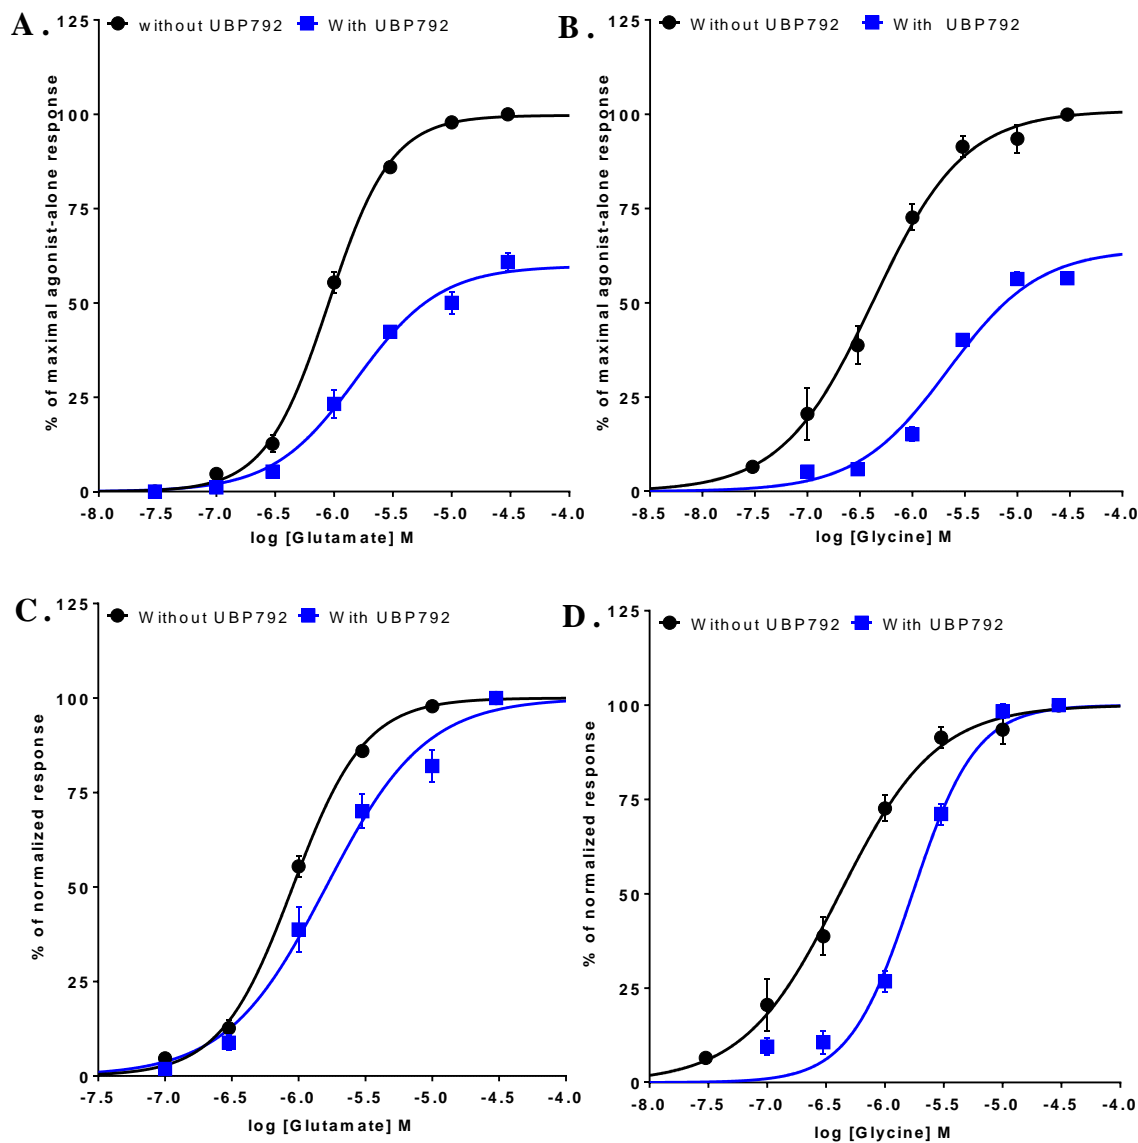 A.
without UBP792 With UBP792
% of maximal agonist-alone response
125
100
75
50
25
0
-8.0 -7.5 -7.0 -6.5 -6.0 -5.5 -5.0 -4.5 -4.0
log [Glutamate] M
B.
Without UBP792 With UBP792
% of maximal agonist-alone response
125
100
75
50
25
0
-8.5 -8.0 -7.5 -7.0 -6.5 -6.0 -5.5 -5.0 -4.5 -4.0
log [Glycine] M
C.
Without UBP792 With UBP792
% of normalized response
125
100
75
50
25
0
-7.5 -7.0 -6.5 -6.0 -5.5 -5.0 -4.5 -4.0
log [Glutamate] M
D.
Without UBP792 With UBP792
% of normalized response
125
100
75
50
25
0
-8.0 -7.5 -7.0 -6.5 -6.0 -5.5 -5.0 -4.5 -4.0
log [Glycine] M